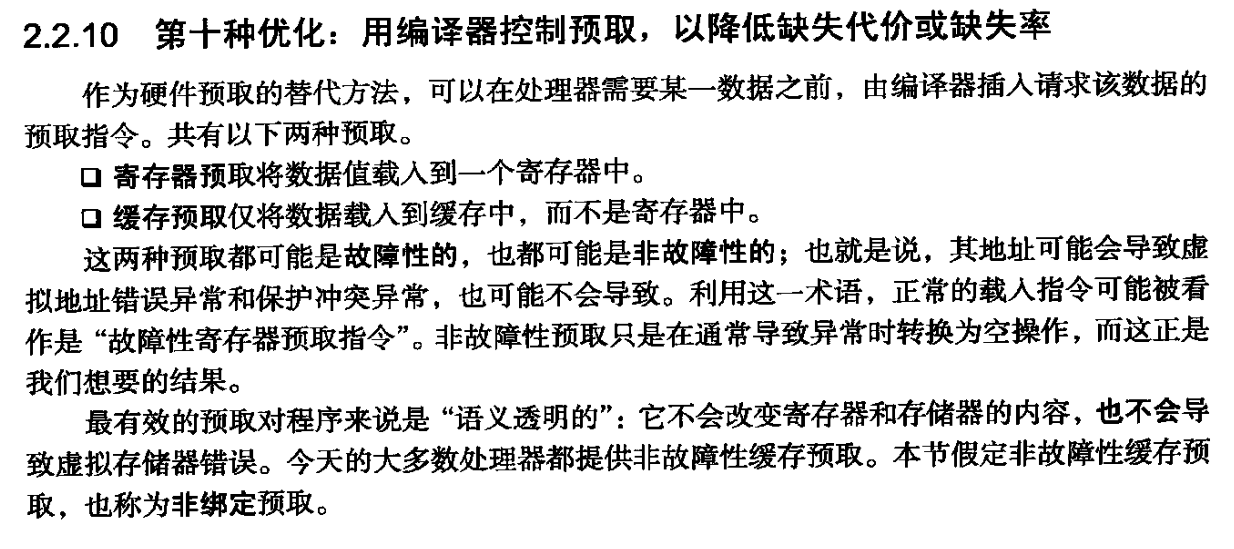 2.2.10 第十种优化：用编译器控制预取，以降低缺失代价或缺失率
作为硬件预取的替代方法，可以在处理器需要某一数据之前，由编译器插入请求该数据的
预取指令。共有以下两种预取。
❑ 寄存器预取将数据值载入到一个寄存器中。
❑ 缓存预取仅将数据载入到缓存中，而不是寄存器中。
这两种预取都可能是故障性的，也都可能是非故障性的；也就是说，其地址可能会导致虚
拟地址错误异常和保护冲突异常，也可能不会导致。利用这一术语，正常的载入指令可能被看
作是“故障性寄存器预取指令”。非故障性预取只是在通常导致异常时转换为空操作，而这正是
我们想要的结果。
最有效的预取对程序来说是“语义透明的”：它不会改变寄存器和存储器的内容，也不会导
致虚拟存储器错误。今天的大多数处理器都提供非故障性缓存预取。本节假定非故障性缓存预
取，也称为非绑定预取。